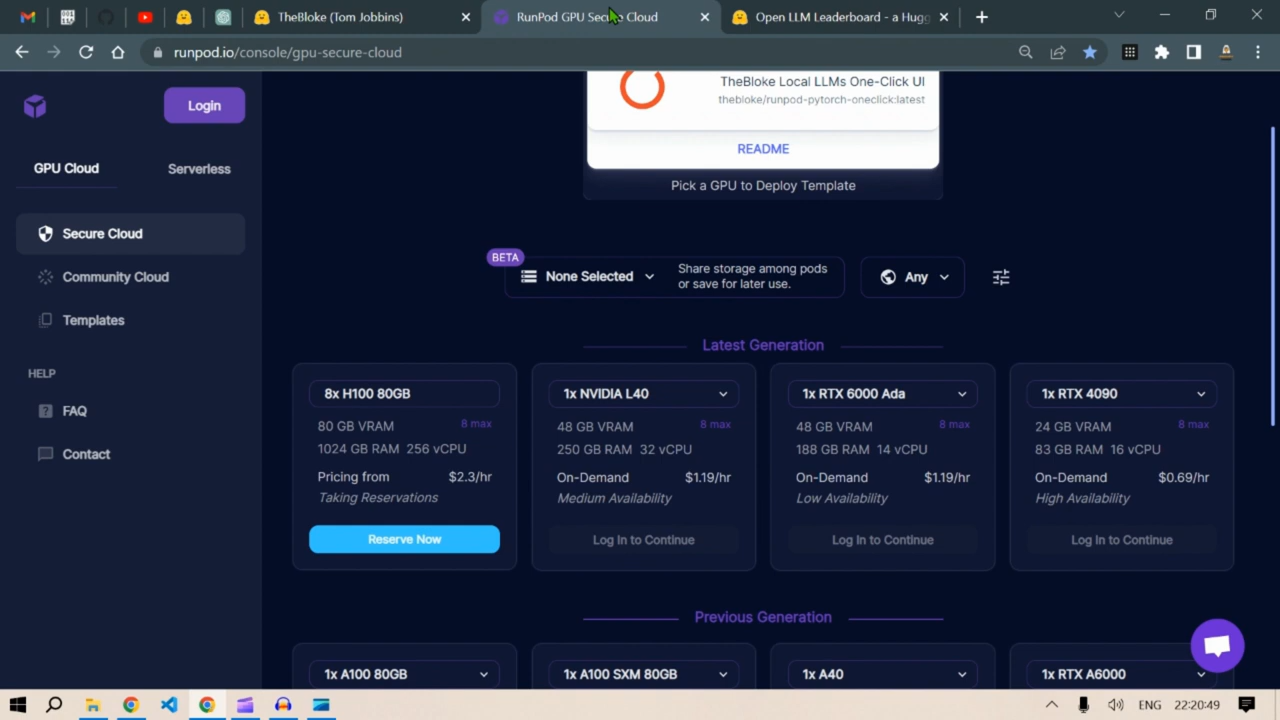 TheBloke (Tom Jobbins)
RunPod GPU Secure Cloud
Open LLM Leaderboard - a Hugg
runpod.io/console/gpu-secure-cloud
Login
GPU Cloud
Serverless
Secure Cloud
Community Cloud
Templates
HELP
FAQ
Contact
TheBloke Local LLMs One-Click UI
thebloke/runpod-pytorch-oneclick:latest
README
Pick a GPU to Deploy Template
BETA
None Selected
Share storage among pods
or save for later use.
Any
Latest Generation
8x H100 80GB
80 GB VRAM 8 max
1024 GB RAM 256 vCPU
Pricing from $2.3/hr
Taking Reservations
Reserve Now
1x NVIDIA L40
48 GB VRAM 8 max
250 GB RAM 32 vCPU
On-Demand $1.19/hr
Medium Availability
Log In to Continue
1x RTX 6000 Ada
48 GB VRAM 8 max
188 GB RAM 14 vCPU
On-Demand $1.19/hr
Low Availability
Log In to Continue
1x RTX 4090
24 GB VRAM 8 max
83 GB RAM 16 vCPU
On-Demand $0.69/hr
High Availability
Log In to Continue
Previous Generation
1x A100 80GB
1x A100 SXM 80GB
1x A40
1x RTX A6000
ENG
22:20:49